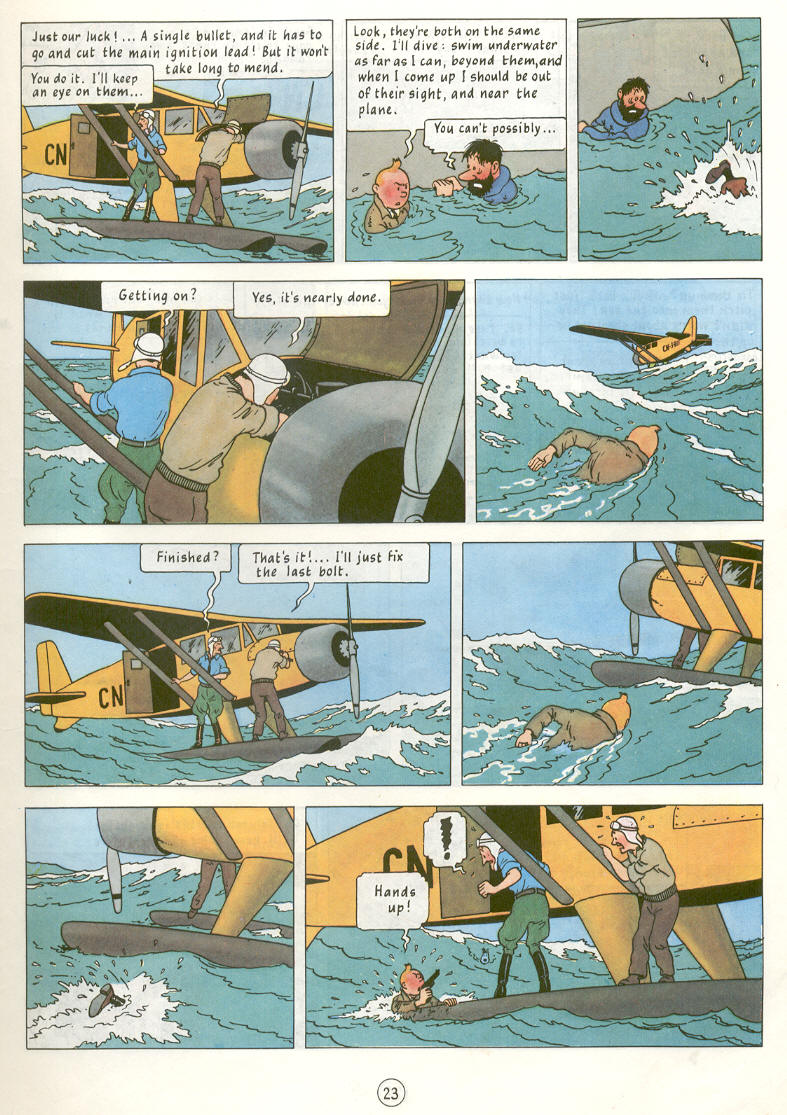 Just our luck!... A single bullet, and it has to
go and cut the main ignition lead! But it won't
take long to mend.
You do it. I'll keep
an eye on them...
CN
Look, they're both on the same
side. I'll dive: swim underwater
as far as I can, beyond them, and
when I come up I should be out
of their sight, and near the
plane.
You can't possibly...
Getting on?
Yes, it's nearly done.
Finished?
That's it!... I'll just fix
the last bolt.
CN
!
CN
Hands
up!
23